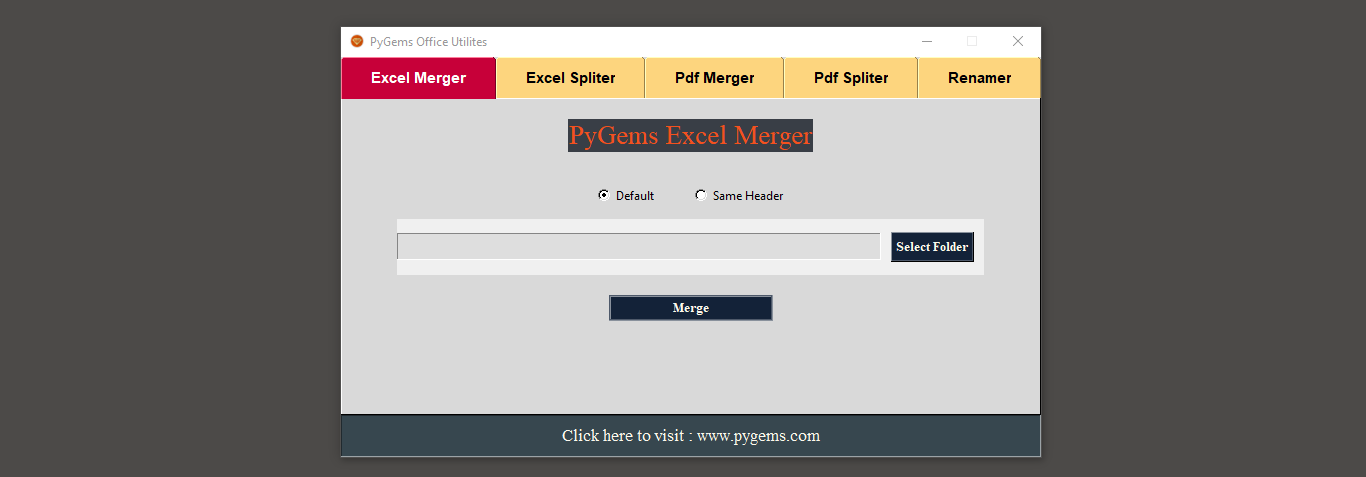 PyGems Office Utilites
Excel Merger Excel Spliter Pdf Merger Pdf Spliter Renamer
PyGems Excel Merger
Default Same Header
Select Folder
Merge
Click here to visit : www.pygems.com